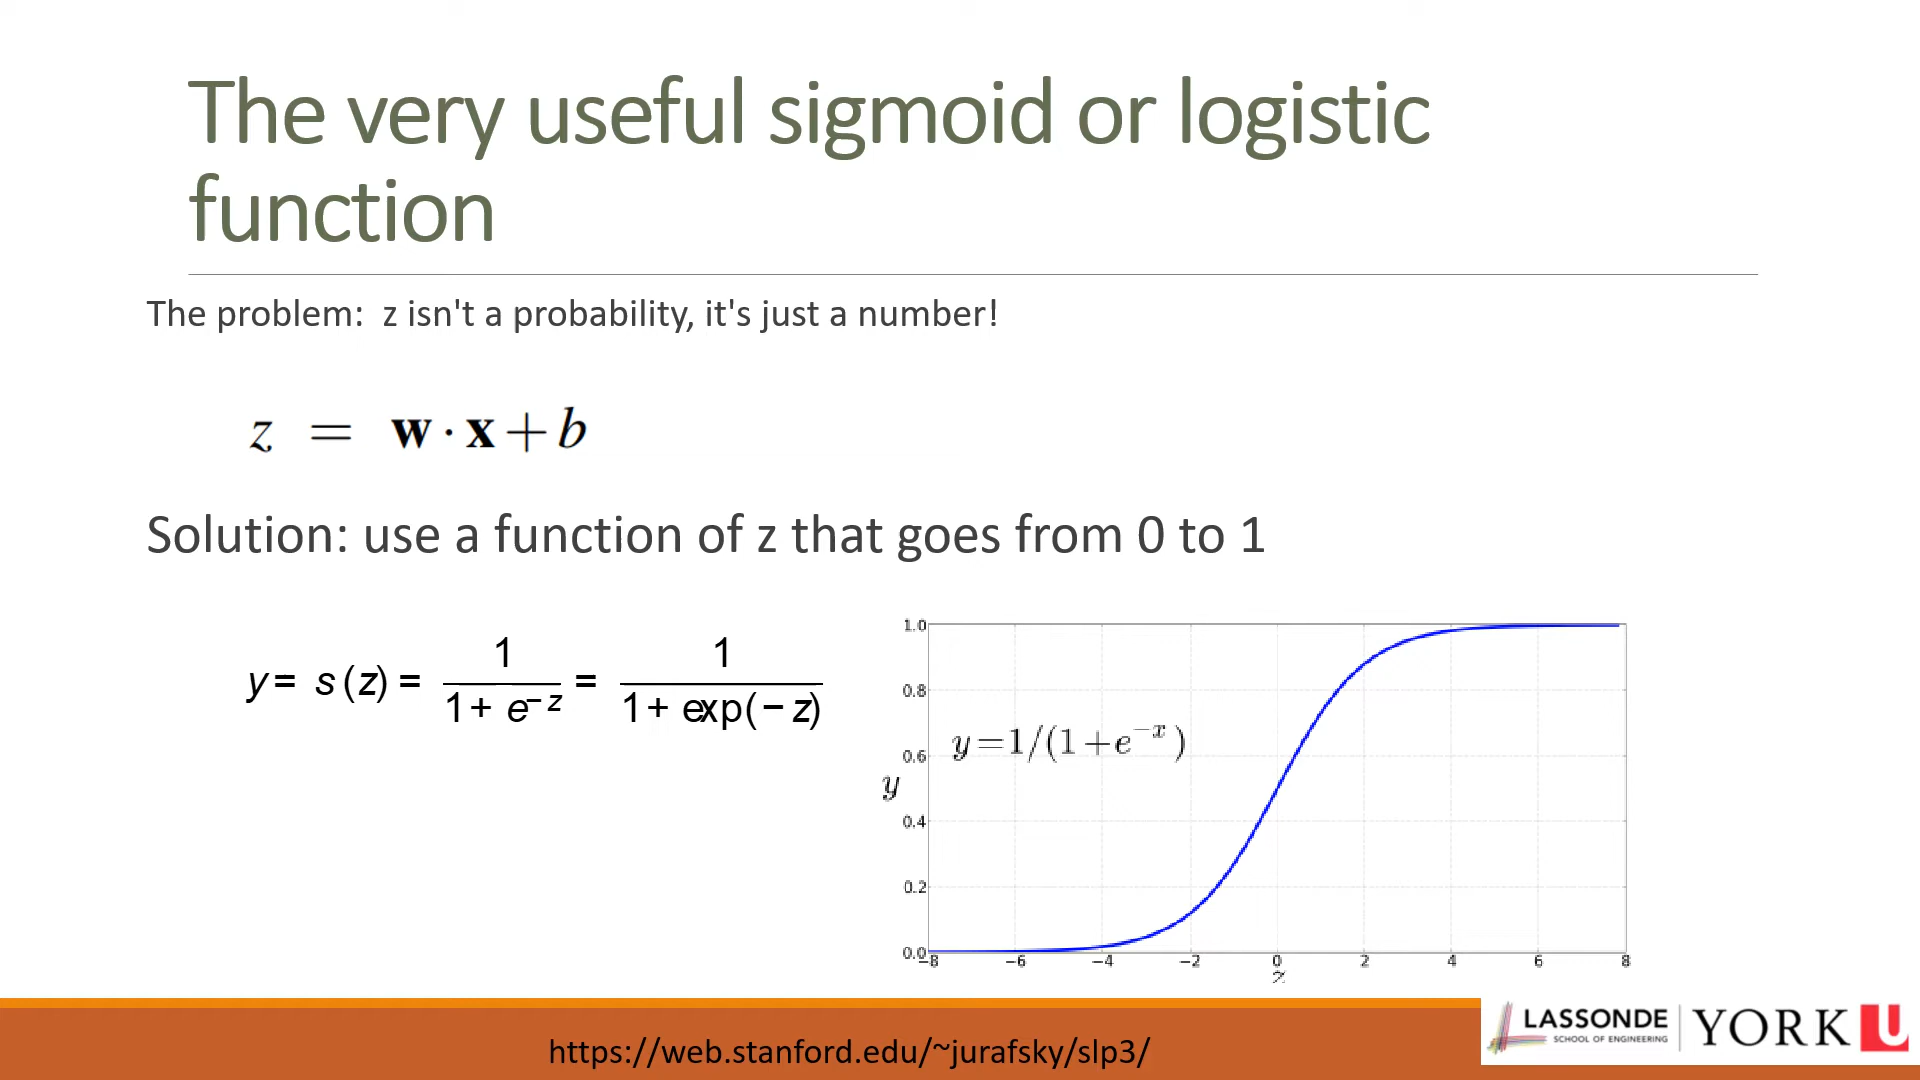 The very useful sigmoid or logistic
function
The problem:  z isn't a probability, it's just a number!
z = w · x + b
Solution: use a function of z that goes from 0 to 1
y = s(z) = 1 / (1 + e^{-z}) = 1 / (1 + exp(-z))
1.0
0.8
y=1/(1+e^{-x})
0.6
y
0.4
0.2
0.0
−8 −6 −4 −2 0 2 4 6 8
z
https://web.stanford.edu/~jurafsky/slp3/
LASSONDE
SCHOOL OF ENGINEERING
YORK U